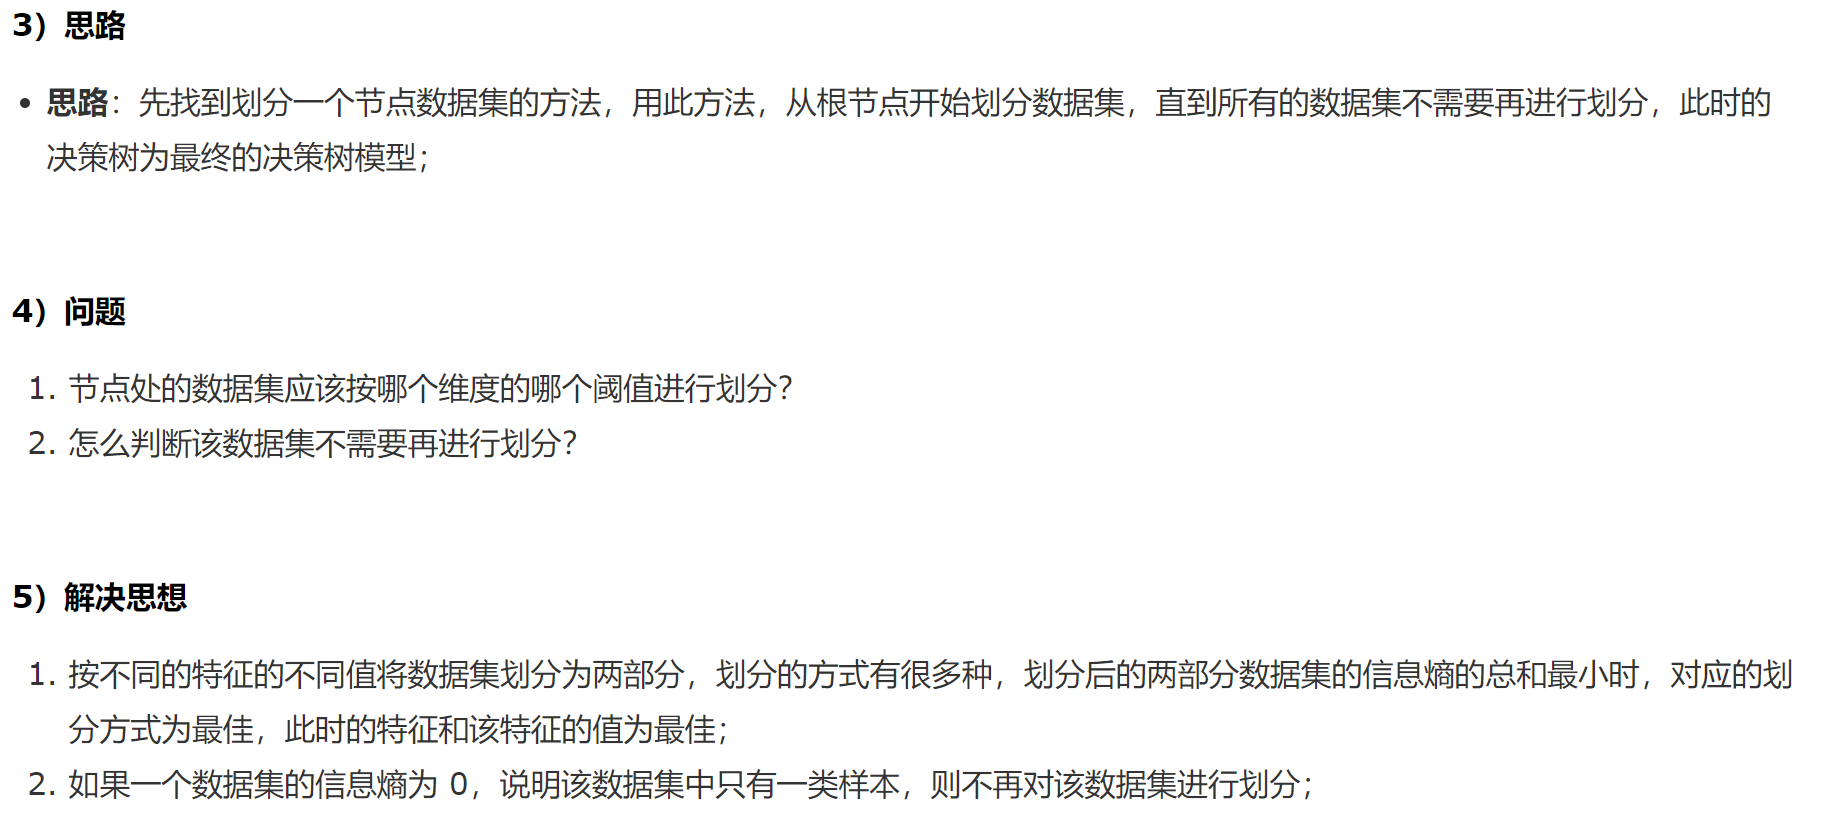 3）思路
思路：先找到划分一个节点数据集的方法，用此方法，从根节点开始划分数据集，直到所有的数据集不需要再进行划分，此时的
决策树为最终的决策树模型；
4）问题
1. 节点处的数据集应该按哪个维度的哪个阈值进行划分？
2. 怎么判断该数据集不需要再进行划分？
5）解决思想
1. 按不同的特征的不同值将数据集划分为两部分，划分的方式有很多种，划分后的两部分数据集的信息熵的总和最小时，对应的划
分方式为最佳，此时的特征和该特征的值为最佳；
2. 如果一个数据集的信息熵为 0，说明该数据集中只有一类样本，则不再对该数据集进行划分；